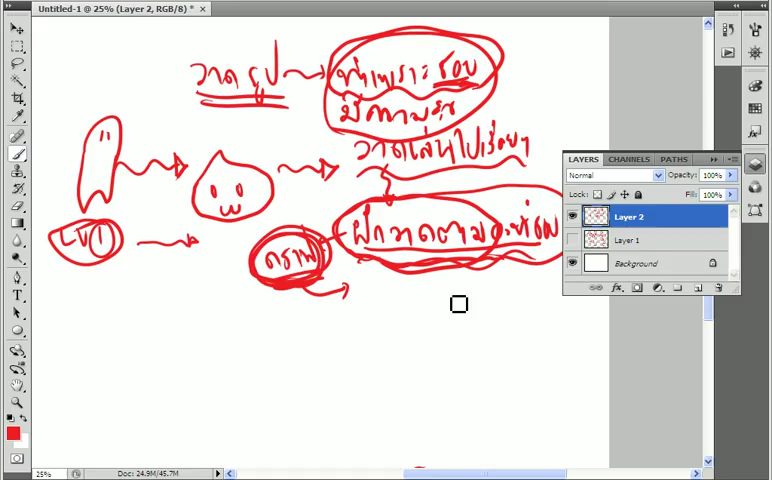 Untitled-1 @ 25% (Layer 2, RGB/8) *
วาดรูป
ทำเพราะชอบ
มีความสุข
วาดเล่นไปเรื่อยๆ
LV1
ดราฟ
ฝึกวาดตาม
LAYERS CHANNELS PATHS
Normal Opacity: 100%
Lock: Fill: 100%
Layer 2
Layer 1
Background
25% Doc: 24.9M/45.7M